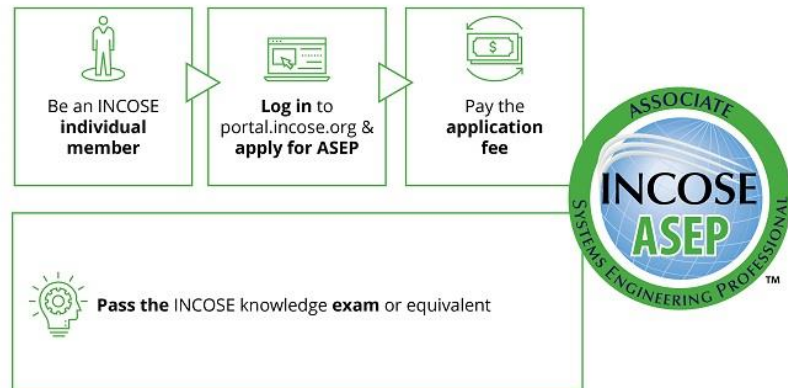 Be an INCOSE
individual
member
Log in to
portal.incose.org &
apply for ASEP
$
Pay the
application
fee
Pass the INCOSE knowledge exam or equivalent
ASSOCIATE
INCOSE
ASEP
SYSTEMS ENGINEERING PROFESSIONAL
TM